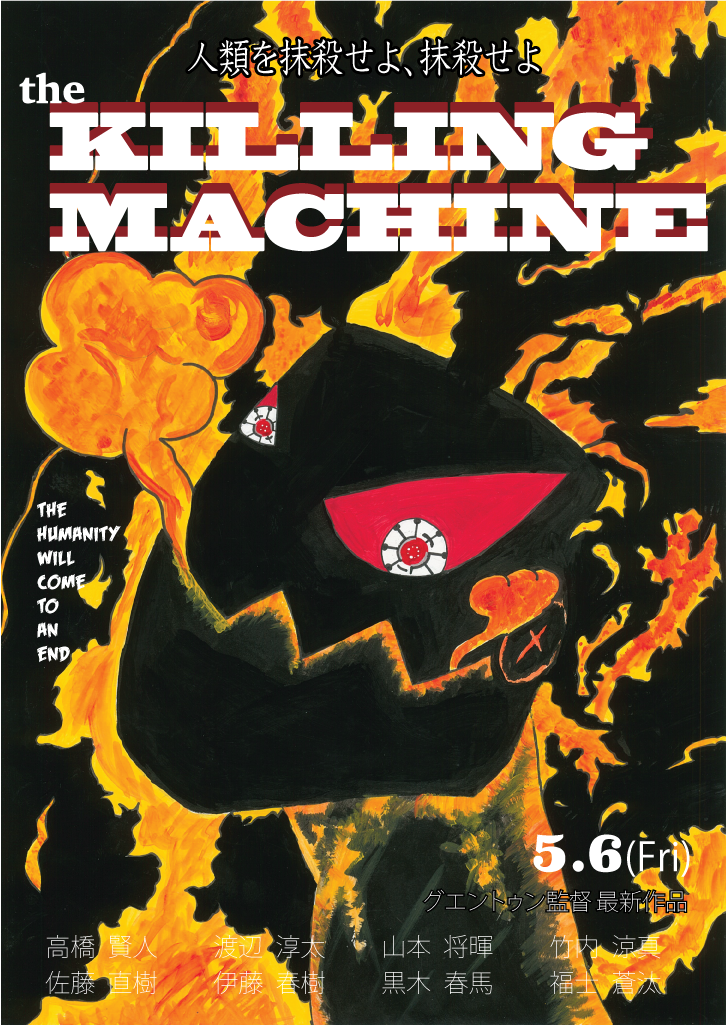 人類を抹殺せよ、抹殺せよ
the
KILLING
MACHINE
THE
HUMANITY
WILL
COME
TO
AN
END
5.6(Fri)
グエントゥン監督 最新作品
高橋 賢人 渡辺 淳太 山本 将暉 竹内 涼真
佐藤 直樹 伊藤 春樹 黒木 春馬 福士 蒼汰